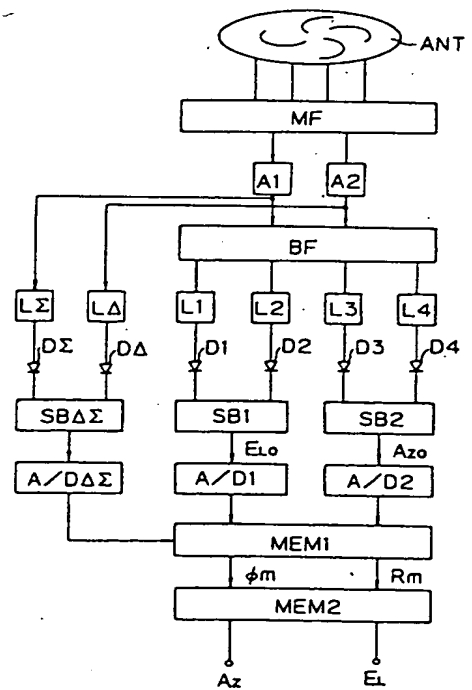 ANT
MF
A1 A2
BF
LΣ LΔ L1 L2 L3 L4
DΣ DΔ D1 D2 D3 D4
SBΔΣ SB1 SB2
ELO AZO
A/DΔΣ A/D1 A/D2
MEM1
φm Rm
MEM2
AZ EL